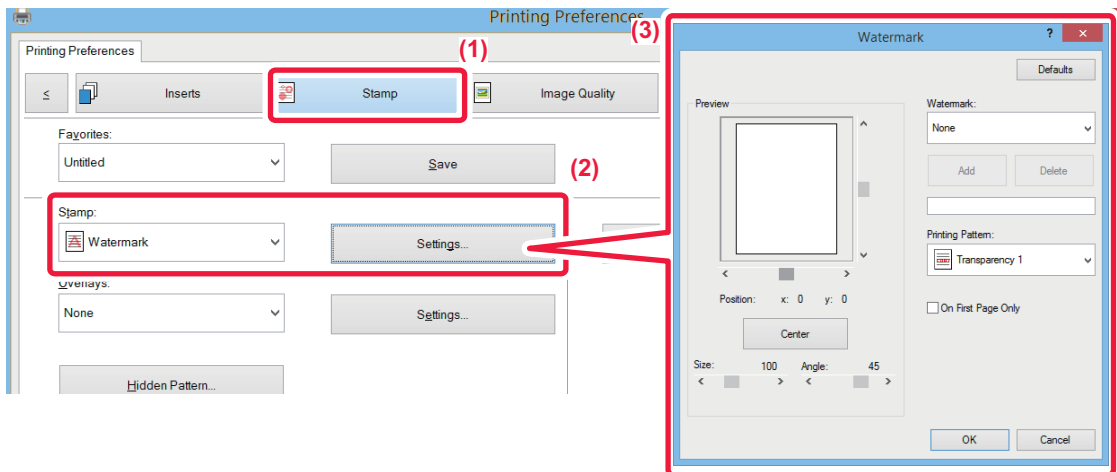 Printing Preferences
Printing Preferences
(1)
≤
Inserts
Stamp
Image Quality
Favorites:
Untitled
Save
(2)
Stamp:
Watermark
Settings...
Overlays:
None
Settings...
Hidden Pattern...
(3)
Watermark
? ×
Defaults
Preview
Watermark:
None
Add
Delete
Printing Pattern:
Transparency 1
Position: x: 0 y: 0
On First Page Only
Center
Size: 100 Angle: 45
OK
Cancel